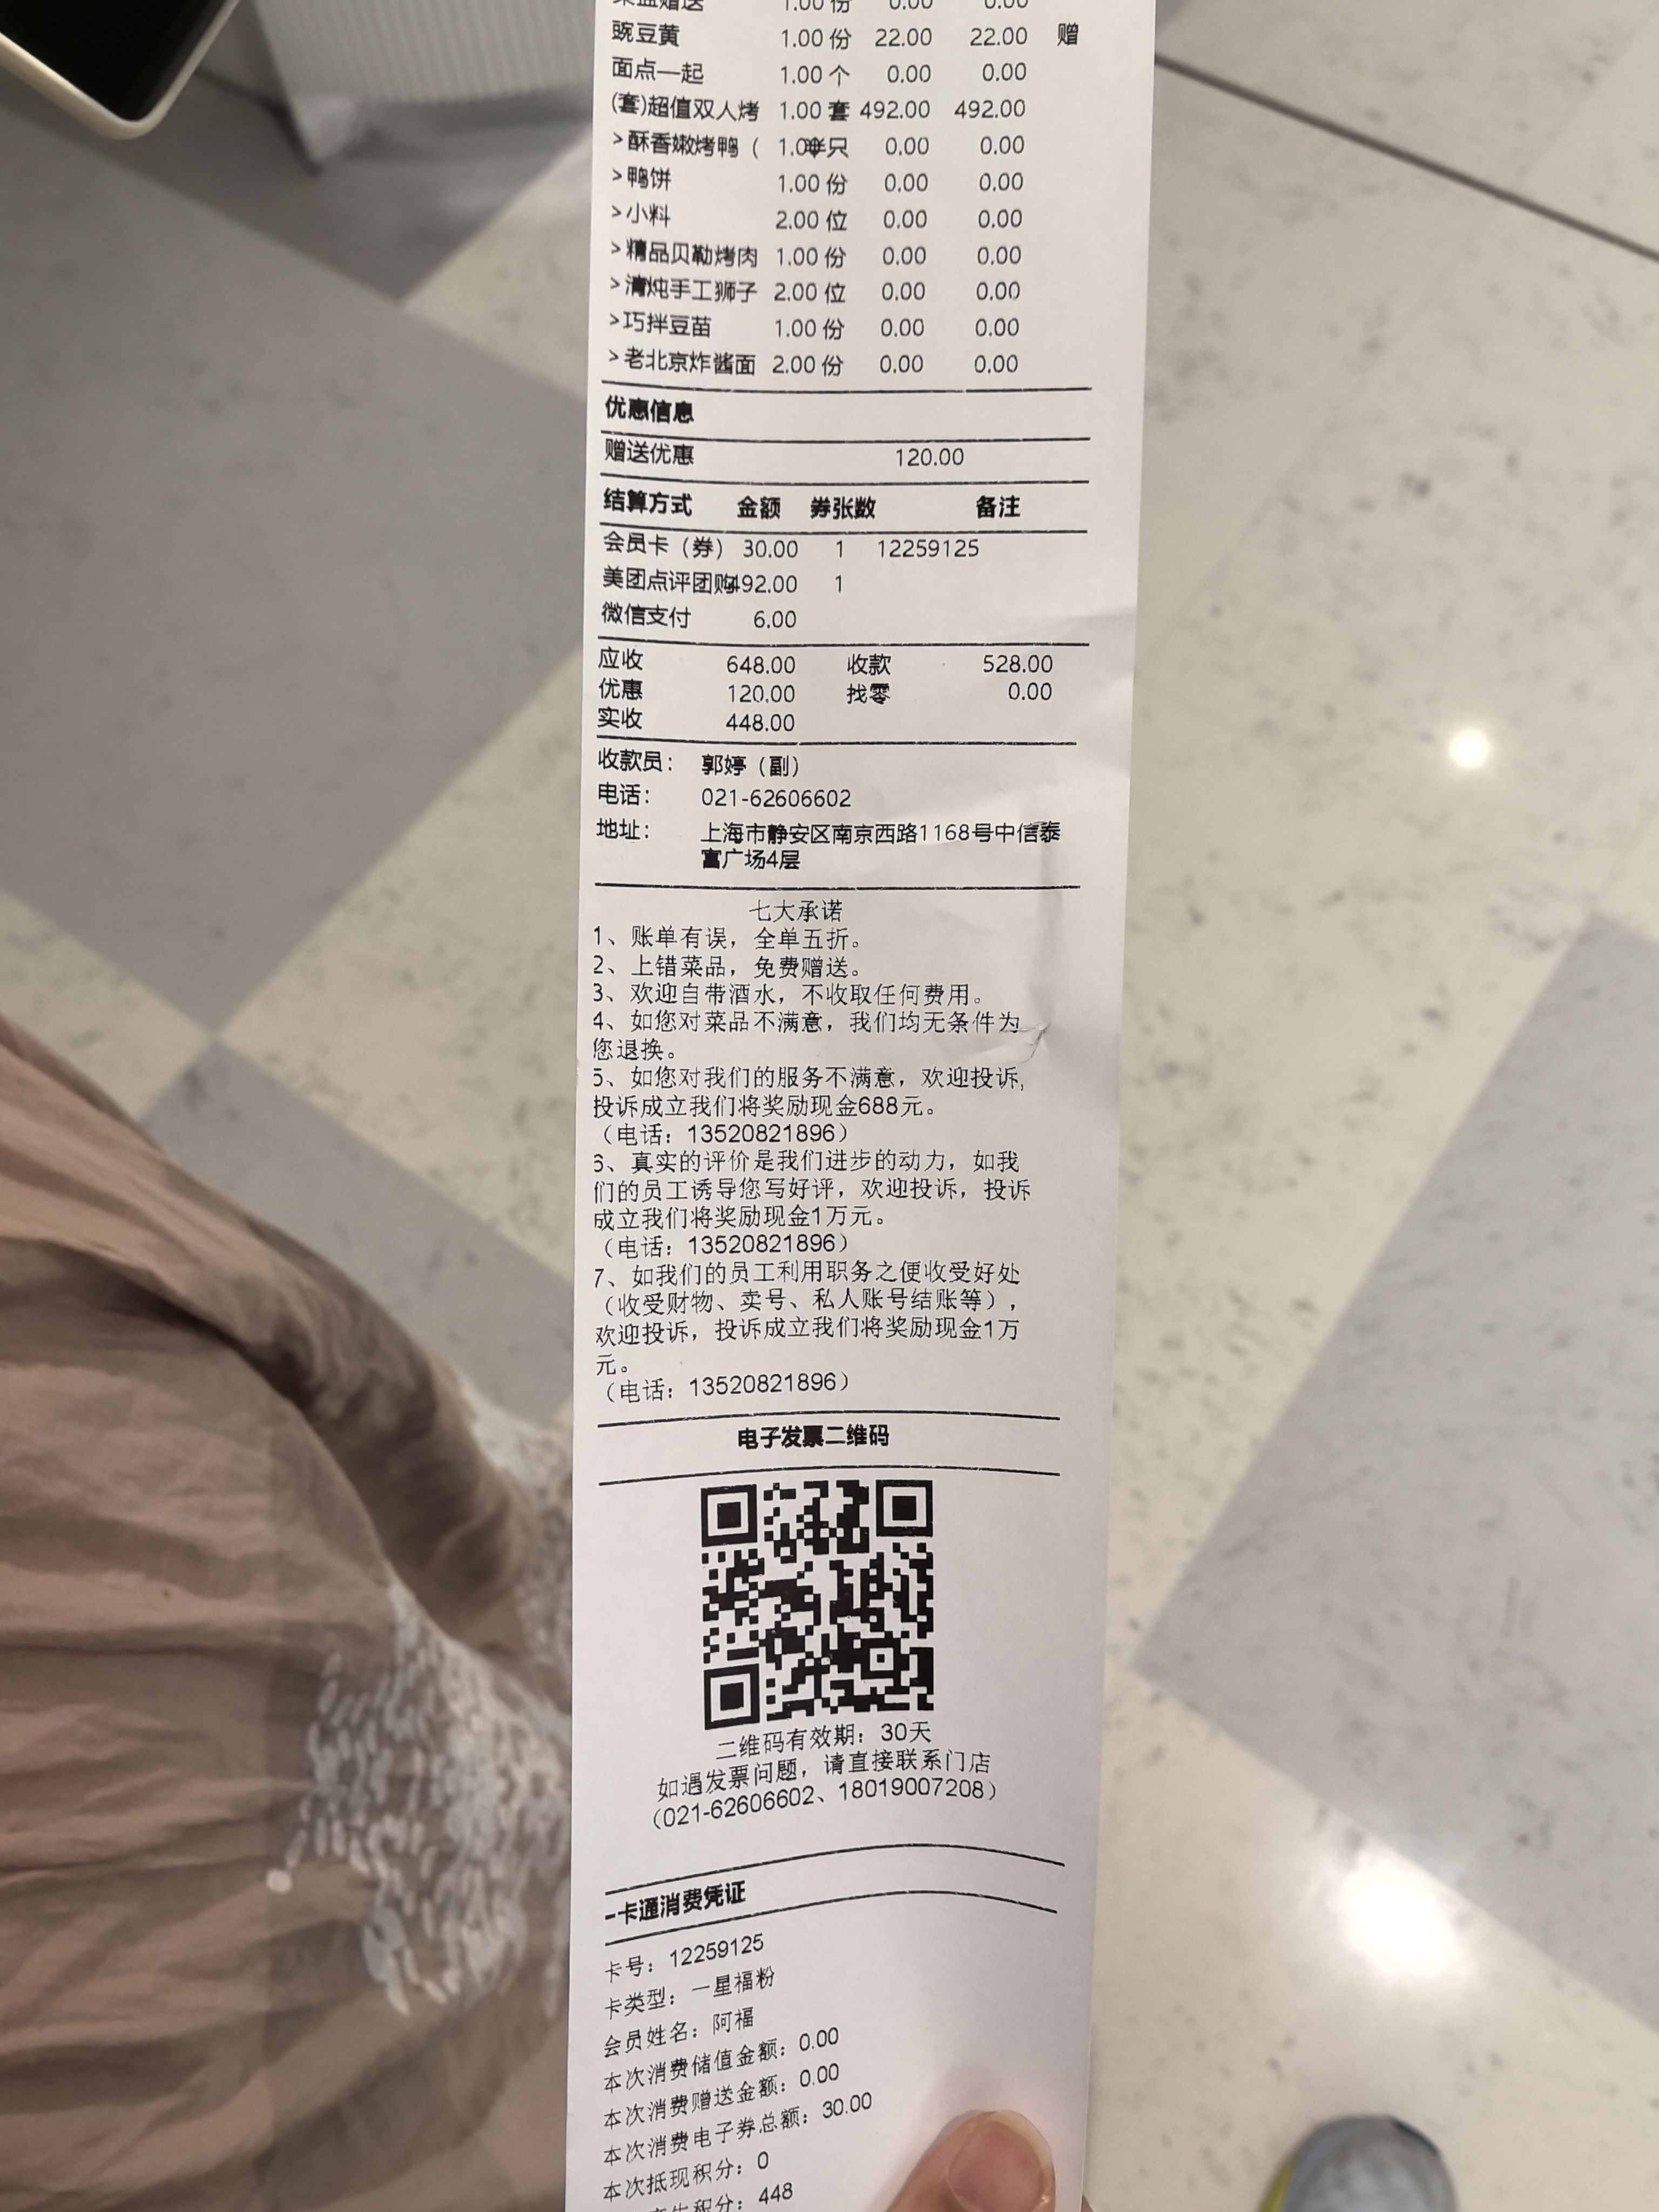 菜品赠送 1.00 份 0.00 0.00
豌豆黄 1.00 份 22.00 22.00 赠
面点一起 1.00 个 0.00 0.00
(套)超值双人烤 1.00 套 492.00 492.00
>酥香嫩烤鸭（ 1.00半只 0.00 0.00
>鸭饼 1.00 份 0.00 0.00
>小料 2.00 位 0.00 0.00
>精品贝勒烤肉 1.00 份 0.00 0.00
>清炖手工狮子 2.00 位 0.00 0.00
>巧拌豆苗 1.00 份 0.00 0.00
>老北京炸酱面 2.00 份 0.00 0.00
优惠信息
赠送优惠 120.00
结算方式 金额 券张数 备注
会员卡（券） 30.00 1 12259125
美团点评团购492.00 1
微信支付 6.00
应收 648.00 收款 528.00
优惠 120.00 找零 0.00
实收 448.00
收款员： 郭婷（副）
电话： 021-62606602
地址： 上海市静安区南京西路1168号中信泰
富广场4层
七大承诺
1、账单有误，全单五折。
2、上错菜品，免费赠送。
3、欢迎自带酒水，不收取任何费用。
4、如您对菜品不满意，我们均无条件为
您退换。
5、如您对我们的服务不满意，欢迎投诉，
投诉成立我们将奖励现金688元。
（电话：13520821896）
6、真实的评价是我们进步的动力，如我
们的员工诱导您写好评，欢迎投诉，投诉
成立我们将奖励现金1万元。
（电话：13520821896）
7、如我们的员工利用职务之便收受好处
（收受财物、卖号、私人账号结账等），
欢迎投诉，投诉成立我们将奖励现金1万
元。
（电话：13520821896）
电子发票二维码
二维码有效期：30天
如遇发票问题，请直接联系门店
（021-62606602、18019007208）
一卡通消费凭证
卡号：12259125
卡类型：一星福粉
会员姓名：阿福
本次消费储值金额：0.00
本次消费赠送金额：0.00
本次消费电子券总额：30.00
本次抵现积分：0
生积分：448